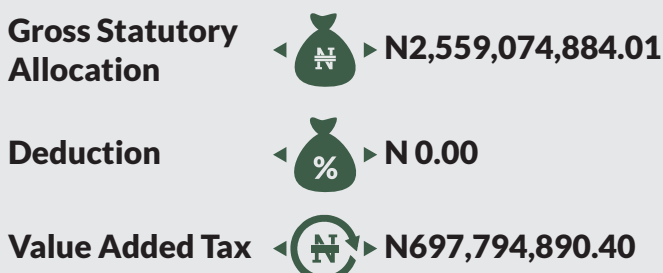 Gross Statutory
Allocation
₦
N2,559,074,884.01
Deduction
%
N 0.00
Value Added Tax
₦
N697,794,890.40